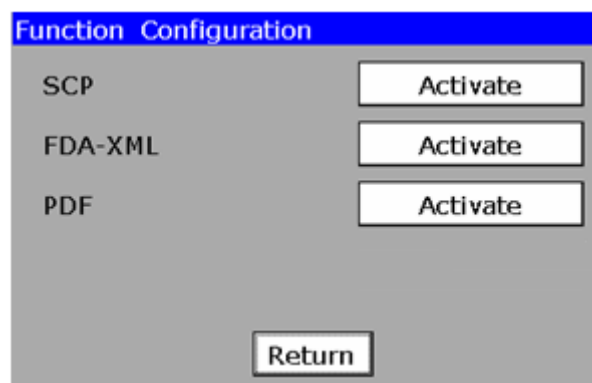 Function Configuration
SCP Activate
FDA-XML Activate
PDF Activate
Return